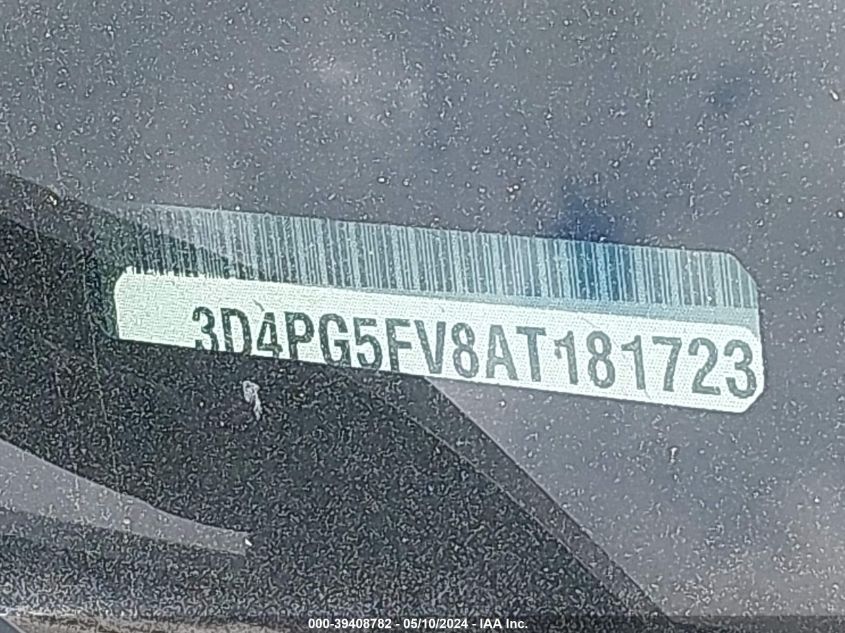 3D4PG5FV8AT181723
000-39408782 - 05/10/2024 - IAA Inc.